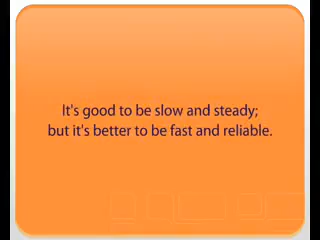 It's good to be slow and steady;
but it's better to be fast and reliable.